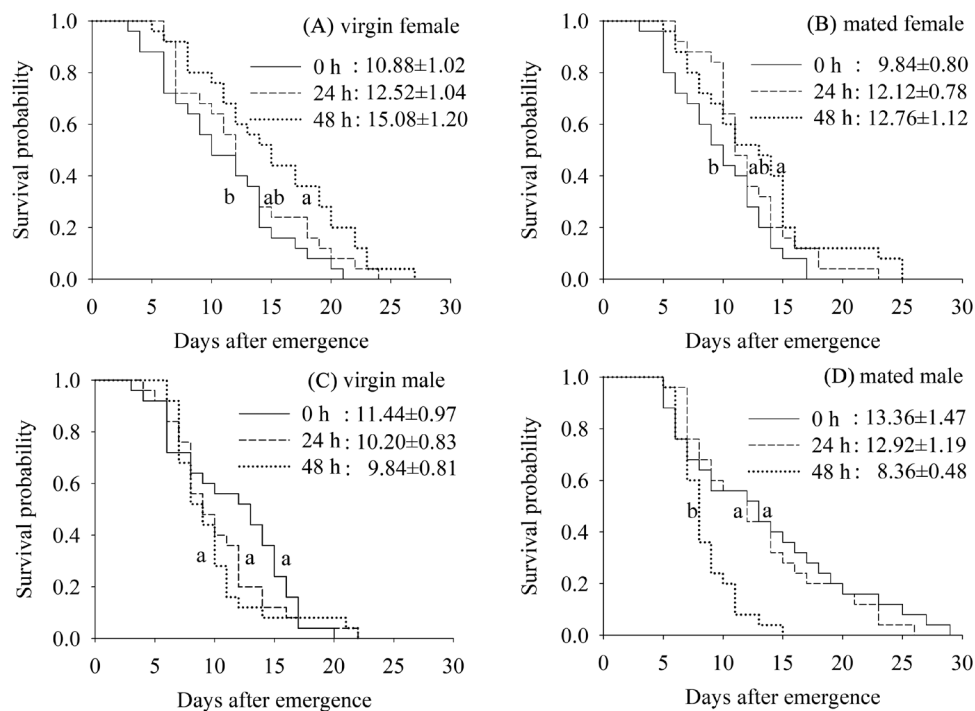 (A) virgin female
0 h : 10.88±1.02
24 h: 12.52±1.04
48 h: 15.08±1.20
Survival probability
1.0
0.8
0.6
0.4
0.2
0.0
b ab a
0 5 10 15 20 25 30
Days after emergence
(B) mated female
0 h : 9.84±0.80
24 h: 12.12±0.78
48 h: 12.76±1.12
Survival probability
1.0
0.8
0.6
0.4
0.2
0.0
b ab a
0 5 10 15 20 25 30
Days after emergence
(C) virgin male
0 h : 11.44±0.97
24 h : 10.20±0.83
48 h: 9.84±0.81
Survival probability
1.0
0.8
0.6
0.4
0.2
0.0
a a a
0 5 10 15 20 25 30
Days after emergence
(D) mated male
0 h : 13.36±1.47
24 h: 12.92±1.19
48 h: 8.36±0.48
Survival probability
1.0
0.8
0.6
0.4
0.2
0.0
b a a
0 5 10 15 20 25 30
Days after emergence